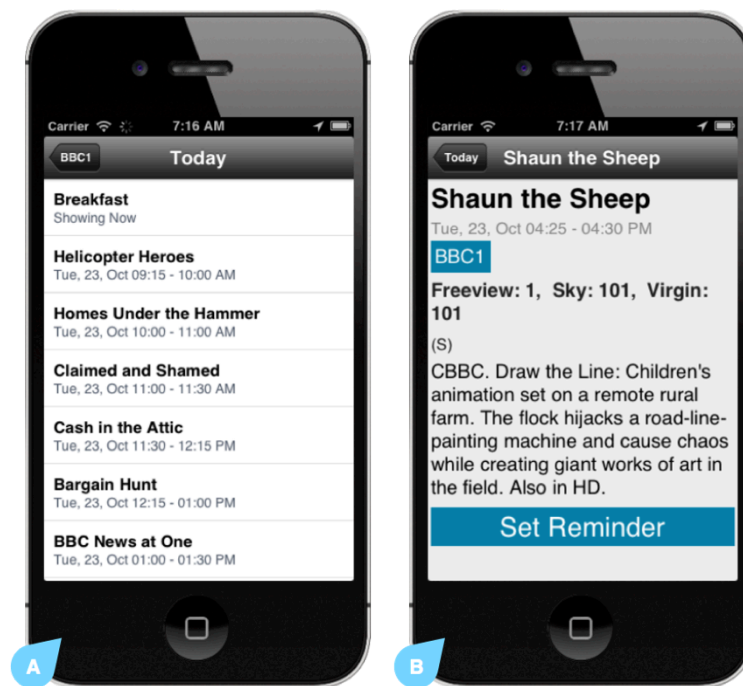 Carrier 7:16 AM
BBC1 Today
Breakfast
Showing Now
Helicopter Heroes
Tue, 23, Oct 09:15 - 10:00 AM
Homes Under the Hammer
Tue, 23, Oct 10:00 - 11:00 AM
Claimed and Shamed
Tue, 23, Oct 11:00 - 11:30 AM
Cash in the Attic
Tue, 23, Oct 11:30 - 12:15 PM
Bargain Hunt
Tue, 23, Oct 12:15 - 01:00 PM
BBC News at One
Tue, 23, Oct 01:00 - 01:30 PM
A
Carrier 7:17 AM
Today Shaun the Sheep
Shaun the Sheep
Tue, 23, Oct 04:25 - 04:30 PM
BBC1
Freeview: 1, Sky: 101, Virgin:
101
(S)
CBBC. Draw the Line: Children's
animation set on a remote rural
farm. The flock hijacks a road-line-
painting machine and cause chaos
while creating giant works of art in
the field. Also in HD.
Set Reminder
B